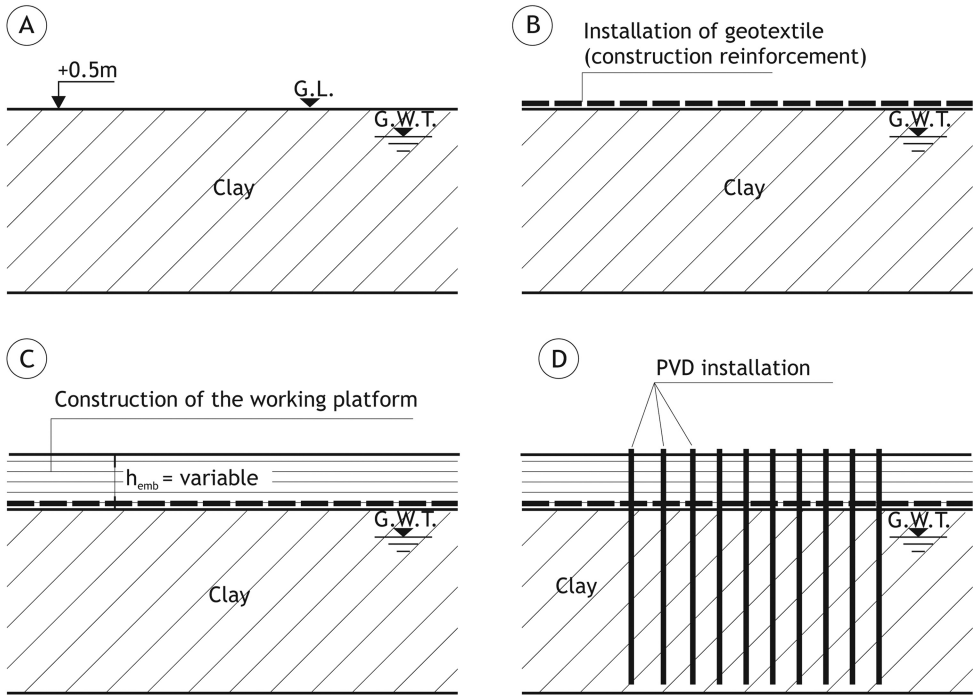 A
+0.5m
G.L.
G.W.T.
Clay
B
Installation of geotextile
(construction reinforcement)
G.W.T.
Clay
C
Construction of the working platform
hemb = variable
G.W.T.
Clay
D
PVD installation
G.W.T.
Clay